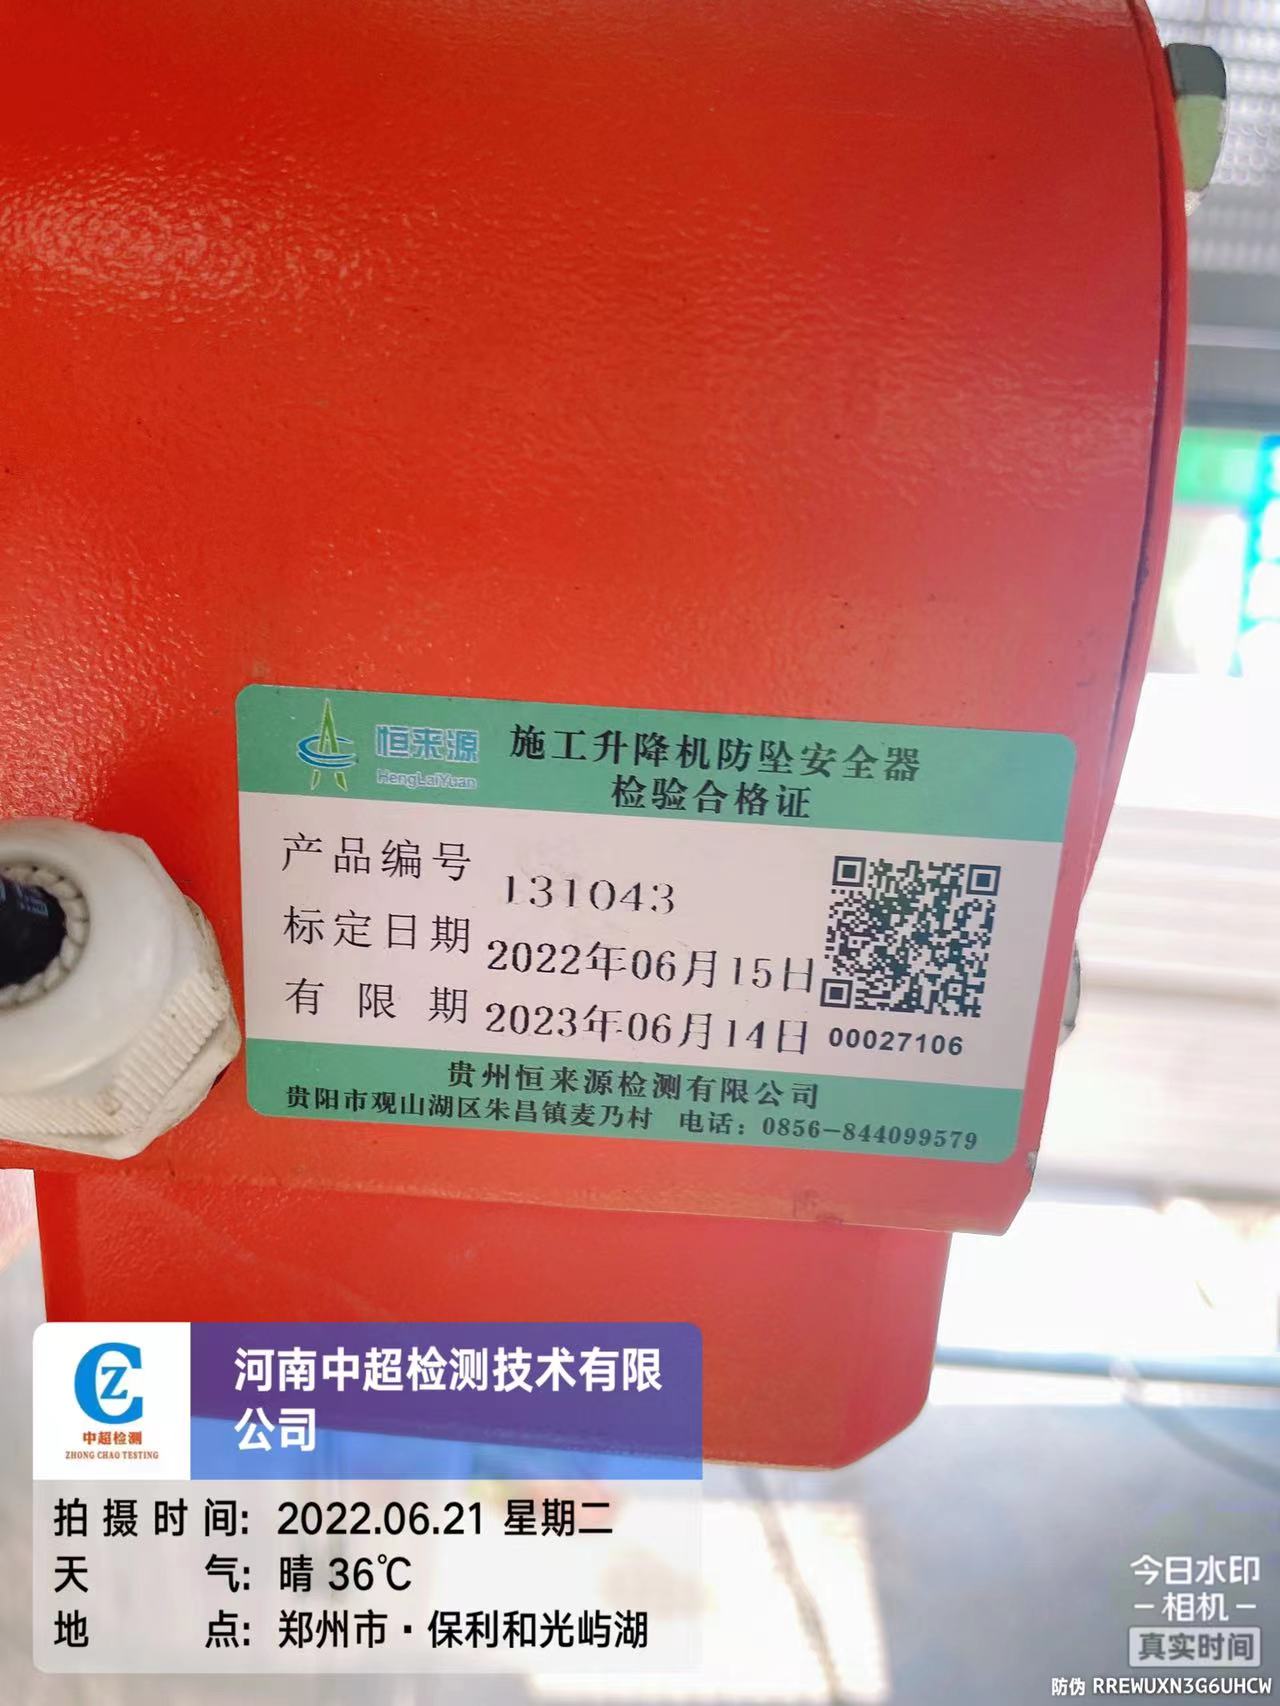 恒来源
HengLaiYuan
施工升降机防坠安全器
检验合格证
产品编号 131043
标定日期 2022年06月15日
有限期 2023年06月14日
00027106
贵州恒来源检测有限公司
贵阳市观山湖区朱昌镇麦乃村 电话：0856-844099579
CZ
中超检测
ZHONG CHAO TESTING
河南中超检测技术有限
公司
拍摄时间: 2022.06.21 星期二
天气: 晴 36℃
地点: 郑州市·保利和光屿湖
今日水印
-相机-
真实时间
防伪 RREWUXN3G6UHCW